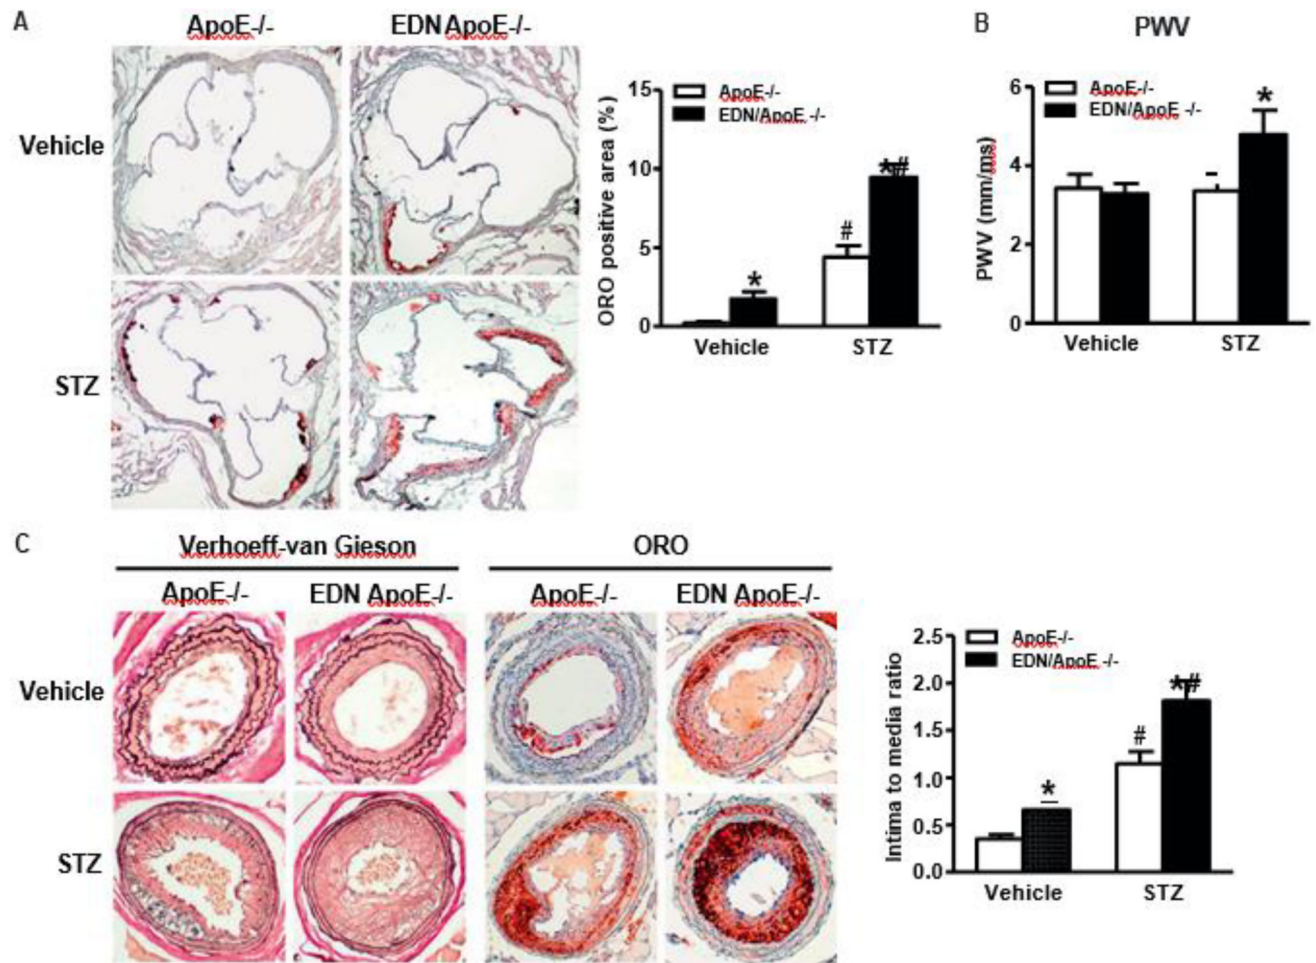 A
ApoE-/-
EDN ApoE-/-
Vehicle
STZ
ORO positive area (%)
15
10
5
0
ApoE-/-
EDN/ApoE -/-
*
#
*#
Vehicle
STZ
B
PWV
PWV (mm/ms)
6
4
2
0
ApoE-/-
EDN/ApoE -/-
*
Vehicle
STZ
C
Verhoeff-van Gieson
ORO
ApoE-/-
EDN ApoE-/-
ApoE-/-
EDN ApoE-/-
Vehicle
STZ
Intima to media ratio
2.5
2.0
1.5
1.0
0.5
0.0
ApoE-/-
EDN/ApoE -/-
*
#
*#
Vehicle
STZ